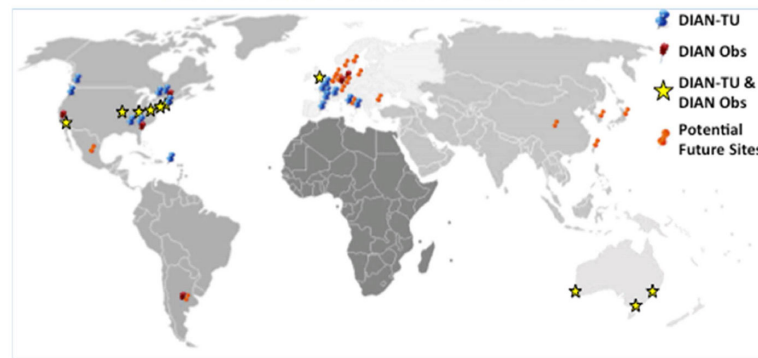 DIAN-TU
DIAN Obs
DIAN-TU &
DIAN Obs
Potential
Future Sites